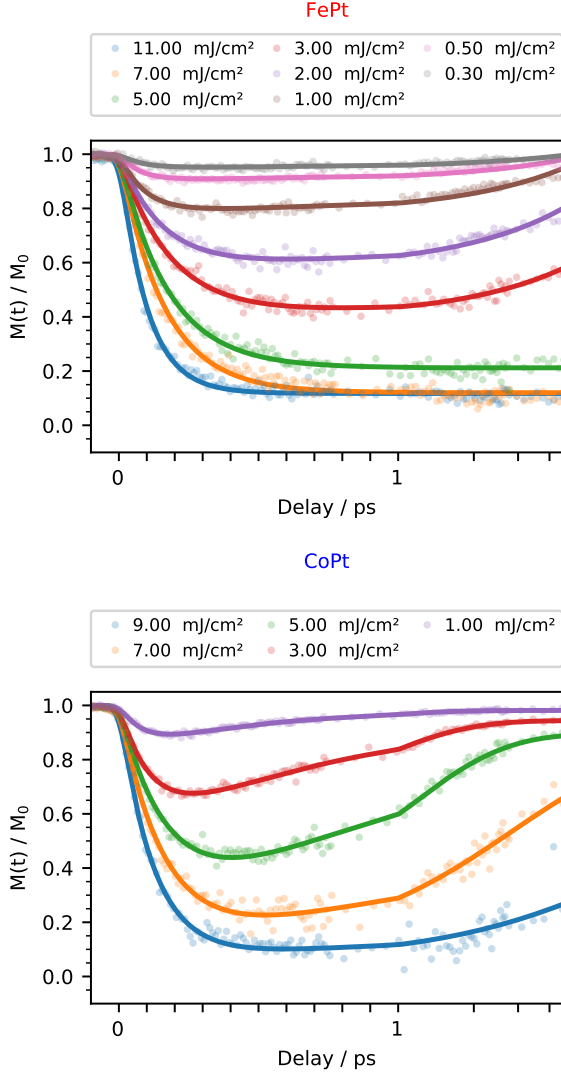 FePt
11.00 mJ/cm² 3.00 mJ/cm² 0.50 mJ/cm²
7.00 mJ/cm² 2.00 mJ/cm² 0.30 mJ/cm²
5.00 mJ/cm² 1.00 mJ/cm²
1.0
0.8
0.6
0.4
0.2
0.0
M(t) / M₀
0 1
Delay / ps
CoPt
9.00 mJ/cm² 5.00 mJ/cm² 1.00 mJ/cm²
7.00 mJ/cm² 3.00 mJ/cm²
1.0
0.8
0.6
0.4
0.2
0.0
M(t) / M₀
0 1
Delay / ps